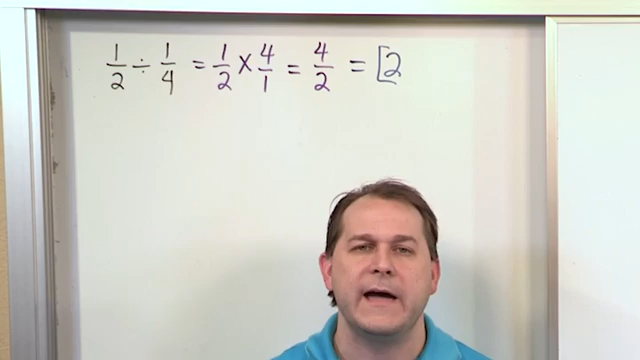 1/2 ÷ 1/4 = 1/2 × 4/1 = 4/2 = [2